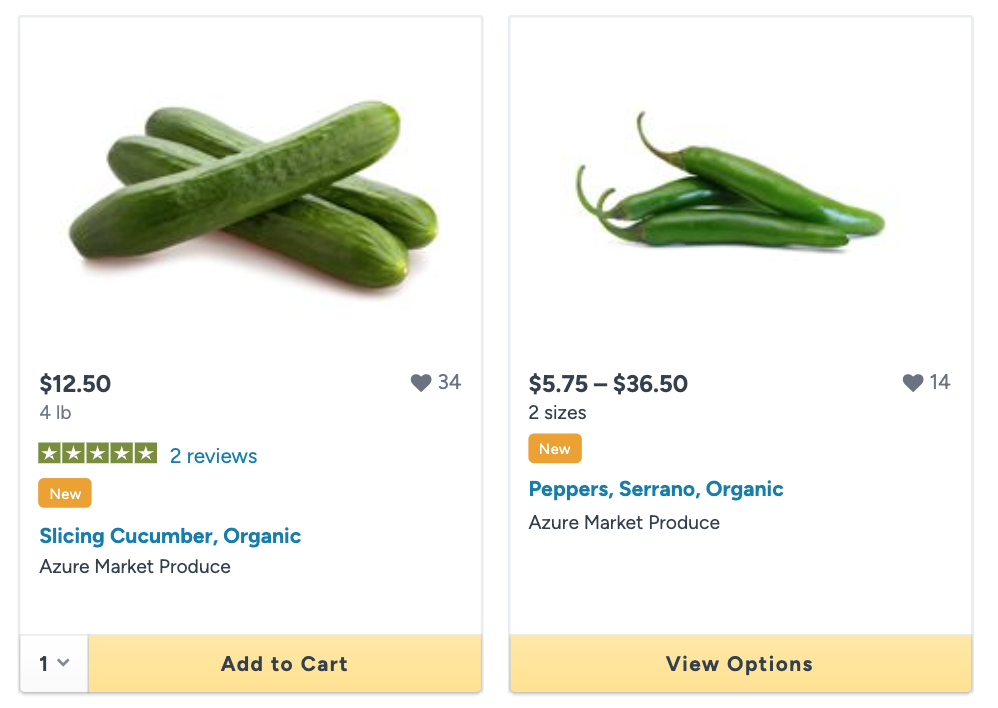 $12.50
34
4 lb
2 reviews
New
Slicing Cucumber, Organic
Azure Market Produce
1
Add to Cart
$5.75 – $36.50
14
2 sizes
New
Peppers, Serrano, Organic
Azure Market Produce
View Options